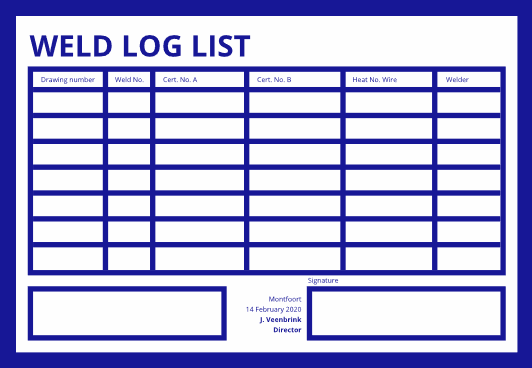 WELD LOG LIST
Drawing number Weld No. Cert. No. A Cert. No. B Heat No. Wire Welder
Signature
Montfoort
14 February 2020
J. Veenbrink
Director